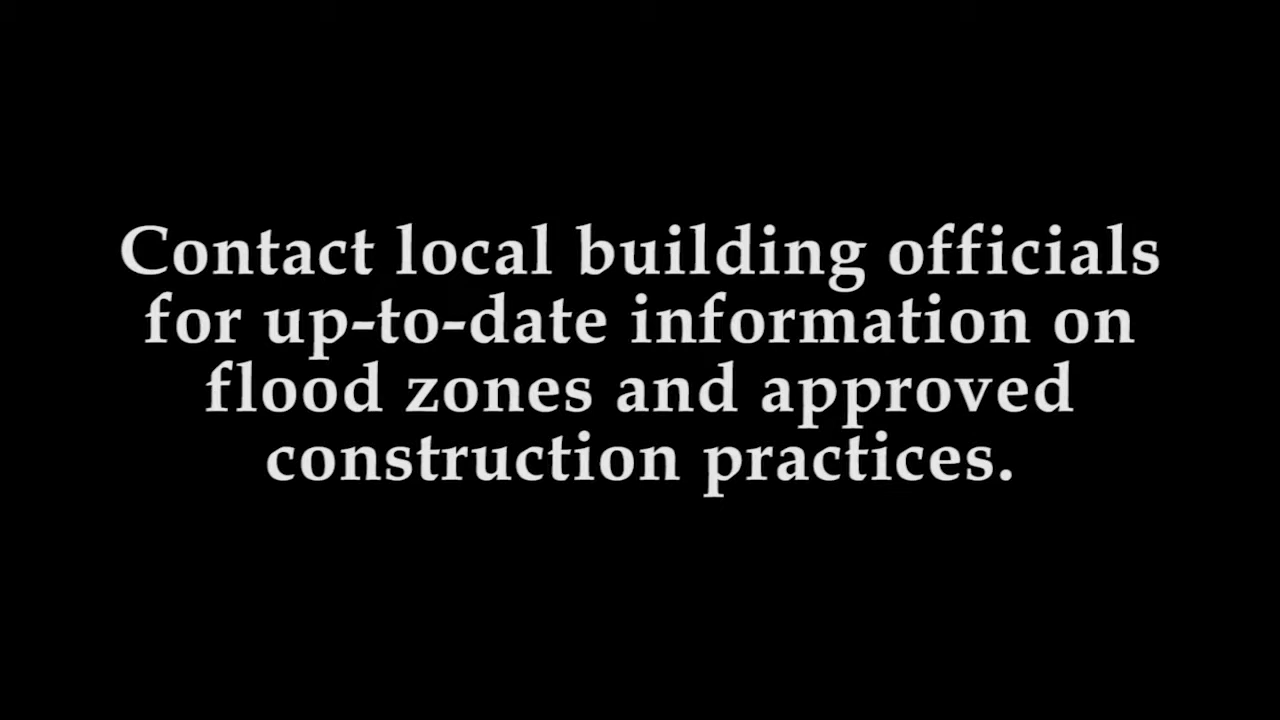 Contact local building officials
for up-to-date information on
flood zones and approved
construction practices.